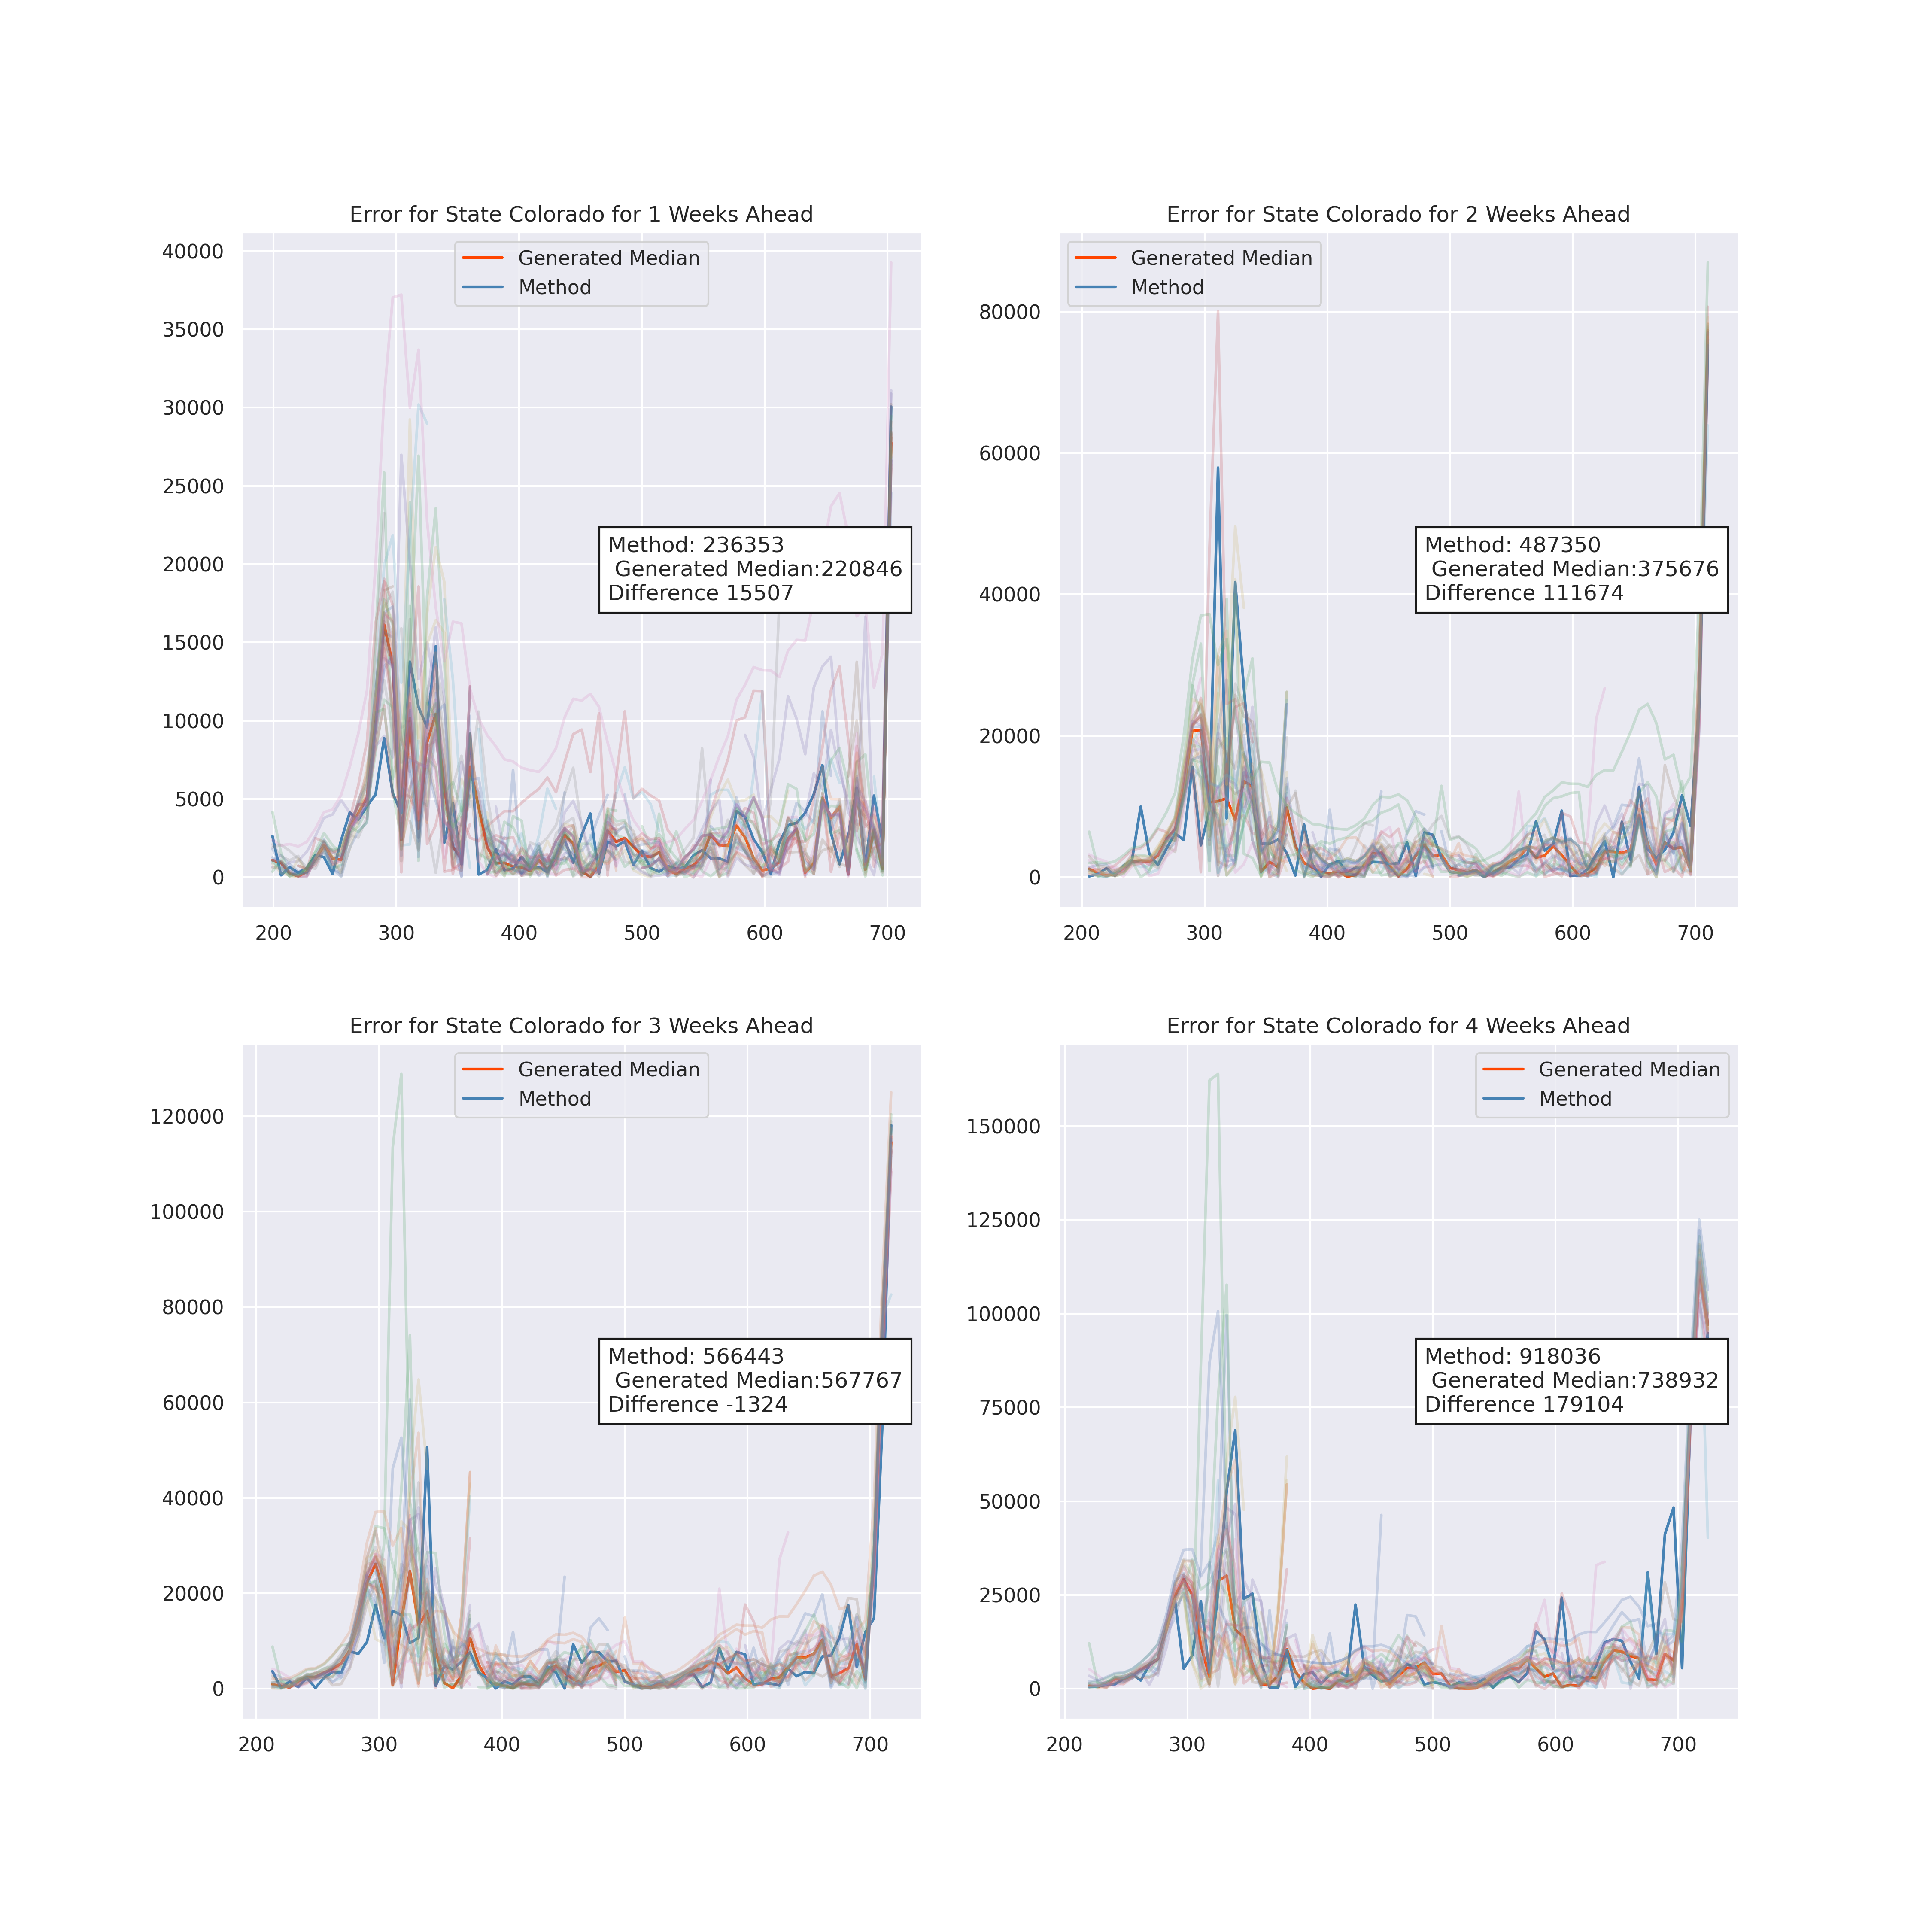 Error for State Colorado for 1 Weeks Ahead
40000
35000
30000
25000
20000
15000
10000
5000
0
200 300 400 500 600 700
Generated Median
Method
Method: 236353
Generated Median:220846
Difference 15507
Error for State Colorado for 2 Weeks Ahead
80000
60000
40000
20000
0
200 300 400 500 600 700
Generated Median
Method
Method: 487350
Generated Median:375676
Difference 111674
Error for State Colorado for 3 Weeks Ahead
120000
100000
80000
60000
40000
20000
0
200 300 400 500 600 700
Generated Median
Method
Method: 566443
Generated Median:567767
Difference -1324
Error for State Colorado for 4 Weeks Ahead
150000
125000
100000
75000
50000
25000
0
200 300 400 500 600 700
Generated Median
Method
Method: 918036
Generated Median:738932
Difference 179104